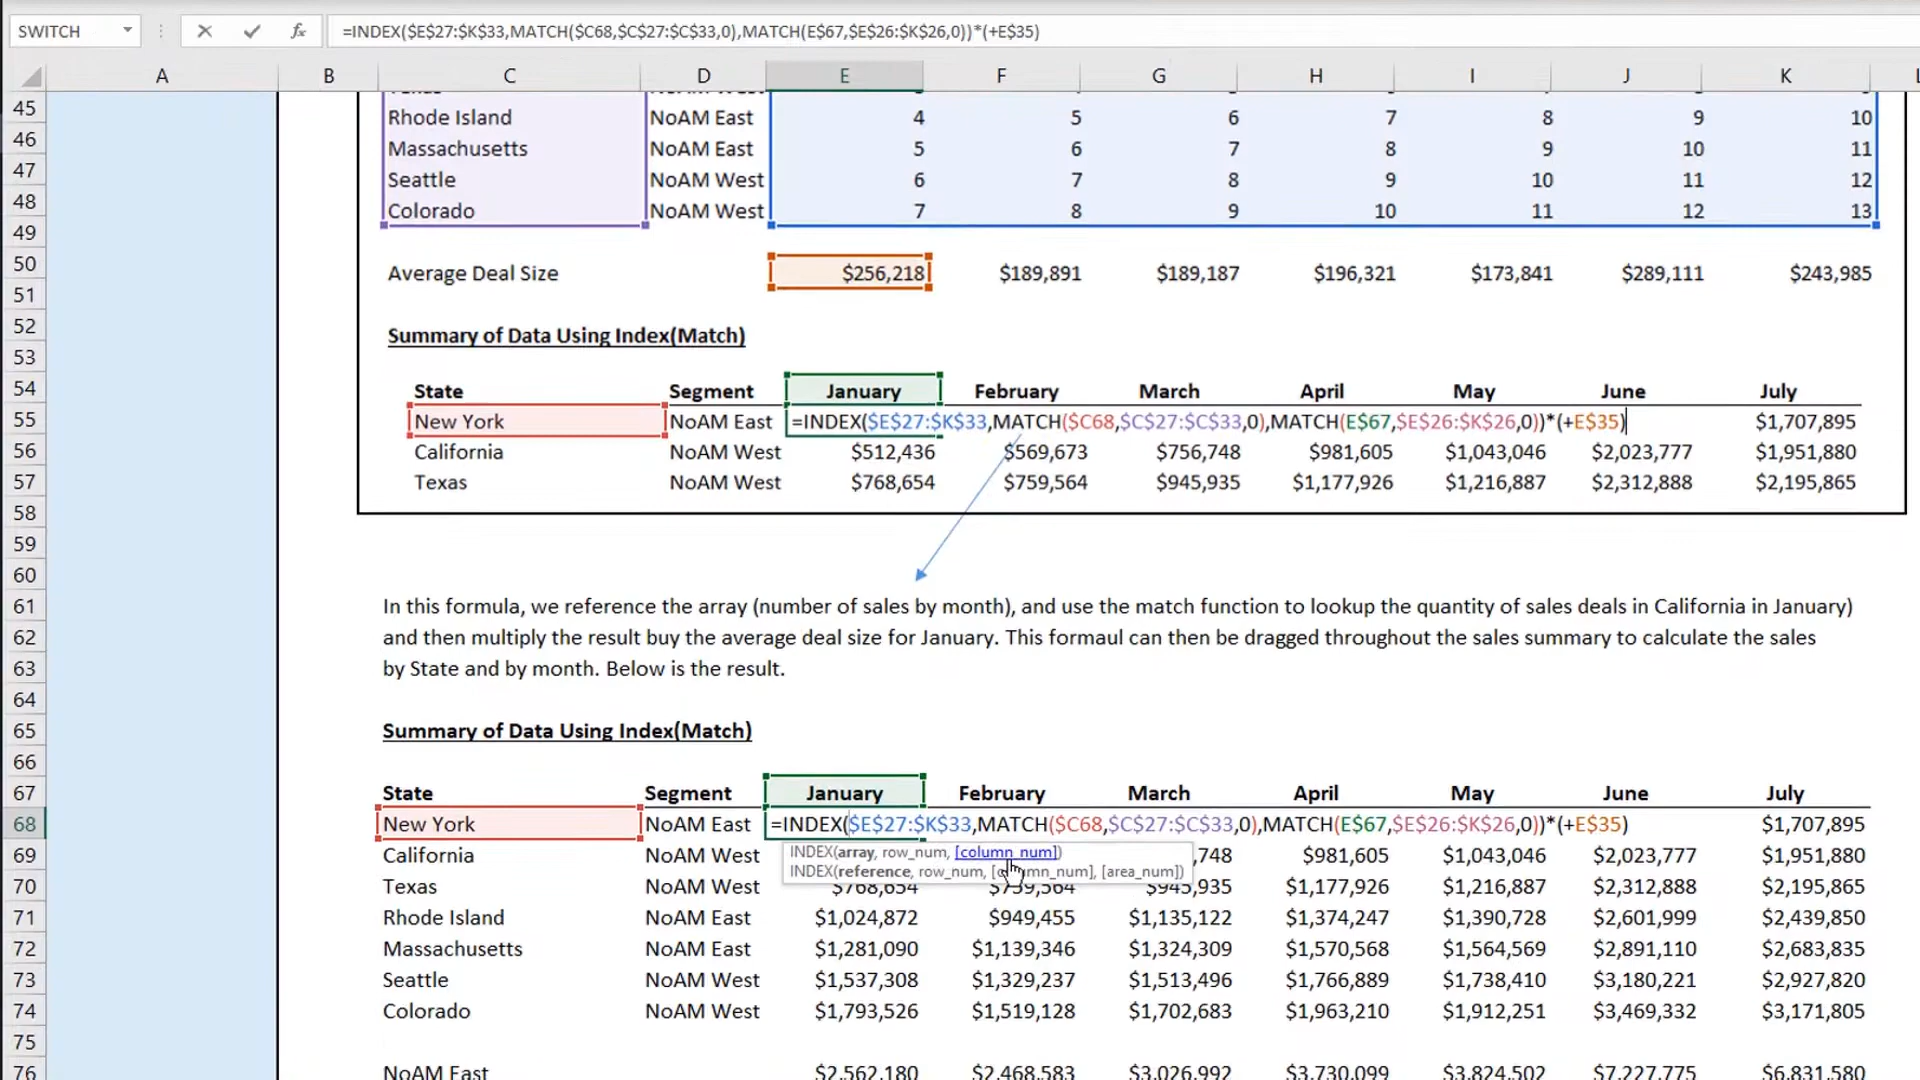 SWITCH =INDEX($E$27:$K$33,MATCH($C68,$C$27:$C$33,0),MATCH(E$67,$E$26:$K$26,0))*(+E$35)
A B C D E F G H I J K
45 Rhode Island NoAM East 4 5 6 7 8 9 10
46 Massachusetts NoAM East 5 6 7 8 9 10 11
47 Seattle NoAM West 6 7 8 9 10 11 12
48 Colorado NoAM West 7 8 9 10 11 12 13
49
50 Average Deal Size $256,218 $189,891 $189,187 $196,321 $173,841 $289,111 $243,985
51
52 Summary of Data Using Index(Match)
53
54 State Segment January February March April May June July
55 New York NoAM East =INDEX($E$27:$K$33,MATCH($C68,$C$27:$C$33,0),MATCH(E$67,$E$26:$K$26,0))*(+E$35) $1,707,895
56 California NoAM West $512,436 $569,673 $756,748 $981,605 $1,043,046 $2,023,777 $1,951,880
57 Texas NoAM West $768,654 $759,564 $945,935 $1,177,926 $1,216,887 $2,312,888 $2,195,865
58
59
60
61 In this formula, we reference the array (number of sales by month), and use the match function to lookup the quantity of sales deals in California in January)
62 and then multiply the result buy the average deal size for January. This formaul can then be dragged throughout the sales summary to calculate the sales
63 by State and by month. Below is the result.
64
65 Summary of Data Using Index(Match)
66
67 State Segment January February March April May June July
68 New York NoAM East =INDEX($E$27:$K$33,MATCH($C68,$C$27:$C$33,0),MATCH(E$67,$E$26:$K$26,0))*(+E$35) $1,707,895
INDEX(array, row_num, [column_num])
69 California NoAM West ,748 $981,605 $1,043,046 $2,023,777 $1,951,880
INDEX(reference, row_num, [column_num], [area_num])
70 Texas NoAM West $768,654 $759,564 $945,935 $1,177,926 $1,216,887 $2,312,888 $2,195,865
71 Rhode Island NoAM East $1,024,872 $949,455 $1,135,122 $1,374,247 $1,390,728 $2,601,999 $2,439,850
72 Massachusetts NoAM East $1,281,090 $1,139,346 $1,324,309 $1,570,568 $1,564,569 $2,891,110 $2,683,835
73 Seattle NoAM West $1,537,308 $1,329,237 $1,513,496 $1,766,889 $1,738,410 $3,180,221 $2,927,820
74 Colorado NoAM West $1,793,526 $1,519,128 $1,702,683 $1,963,210 $1,912,251 $3,469,332 $3,171,805
75
76 NoAM East $2,562,180 $2,468,583 $3,026,992 $3,730,099 $3,824,502 $7,227,775 $6,831,580